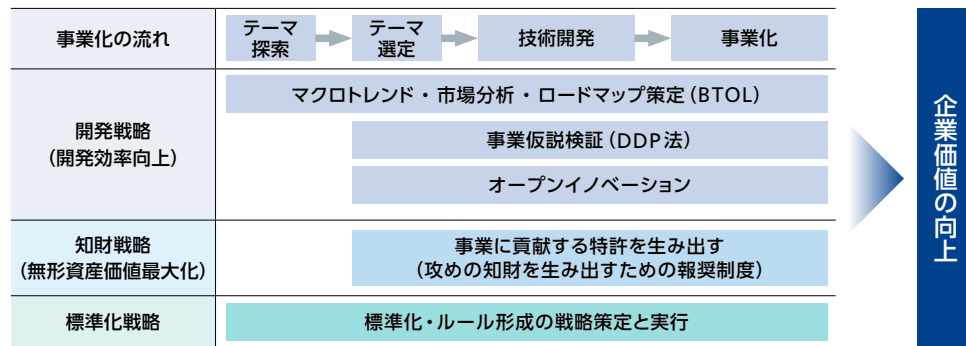 事業化の流れ
テーマ
探索
テーマ
選定
技術開発
事業化
開発戦略
(開発効率向上)
マクロトレンド・市場分析・ロードマップ策定(BTOL)
事業仮説検証(DDP法)
オープンイノベーション
知財戦略
(無形資産価値最大化)
事業に貢献する特許を生み出す
(攻めの知財を生み出すための報奨制度)
標準化戦略
標準化・ルール形成の戦略策定と実行
企業価値の向上